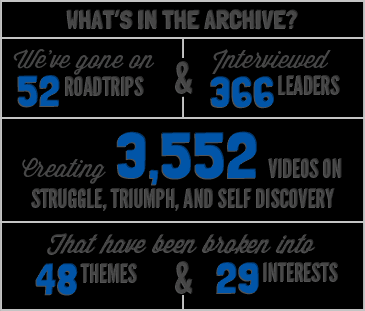 WHAT'S IN THE ARCHIVE?
We've gone on
52 ROADTRIPS
&
Interviewed
366 LEADERS
Creating 3,552 VIDEOS ON
STRUGGLE, TRIUMPH, AND SELF DISCOVERY
That have been broken into
48 THEMES & 29 INTERESTS